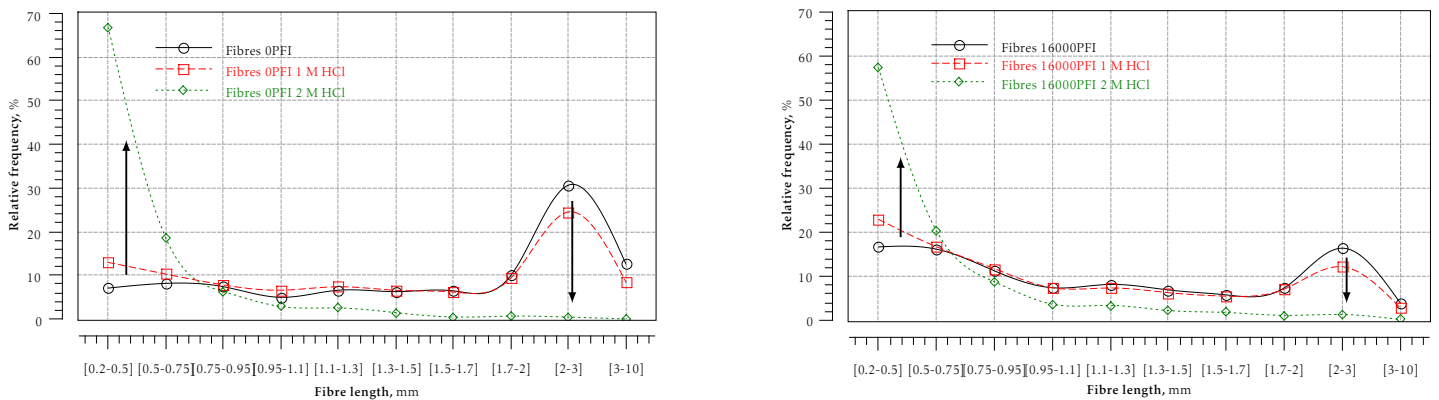 70
60
50
40
30
20
10
0
Relative frequency, %
Fibres 0PFI
Fibres 0PFI 1 M HCl
Fibres 0PFI 2 M HCl
[0.2-0.5] [0.5-0.75] [0.75-0.95] [0.95-1.1] [1.1-1.3] [1.3-1.5] [1.5-1.7] [1.7-2] [2-3] [3-10]
Fibre length, mm
70
60
50
40
30
20
10
0
Relative frequency, %
Fibres 16000PFI
Fibres 16000PFI 1 M HCl
Fibres 16000PFI 2 M HCl
[0.2-0.5] [0.5-0.75] [0.75-0.95] [0.95-1.1] [1.1-1.3] [1.3-1.5] [1.5-1.7] [1.7-2] [2-3] [3-10]
Fibre length, mm